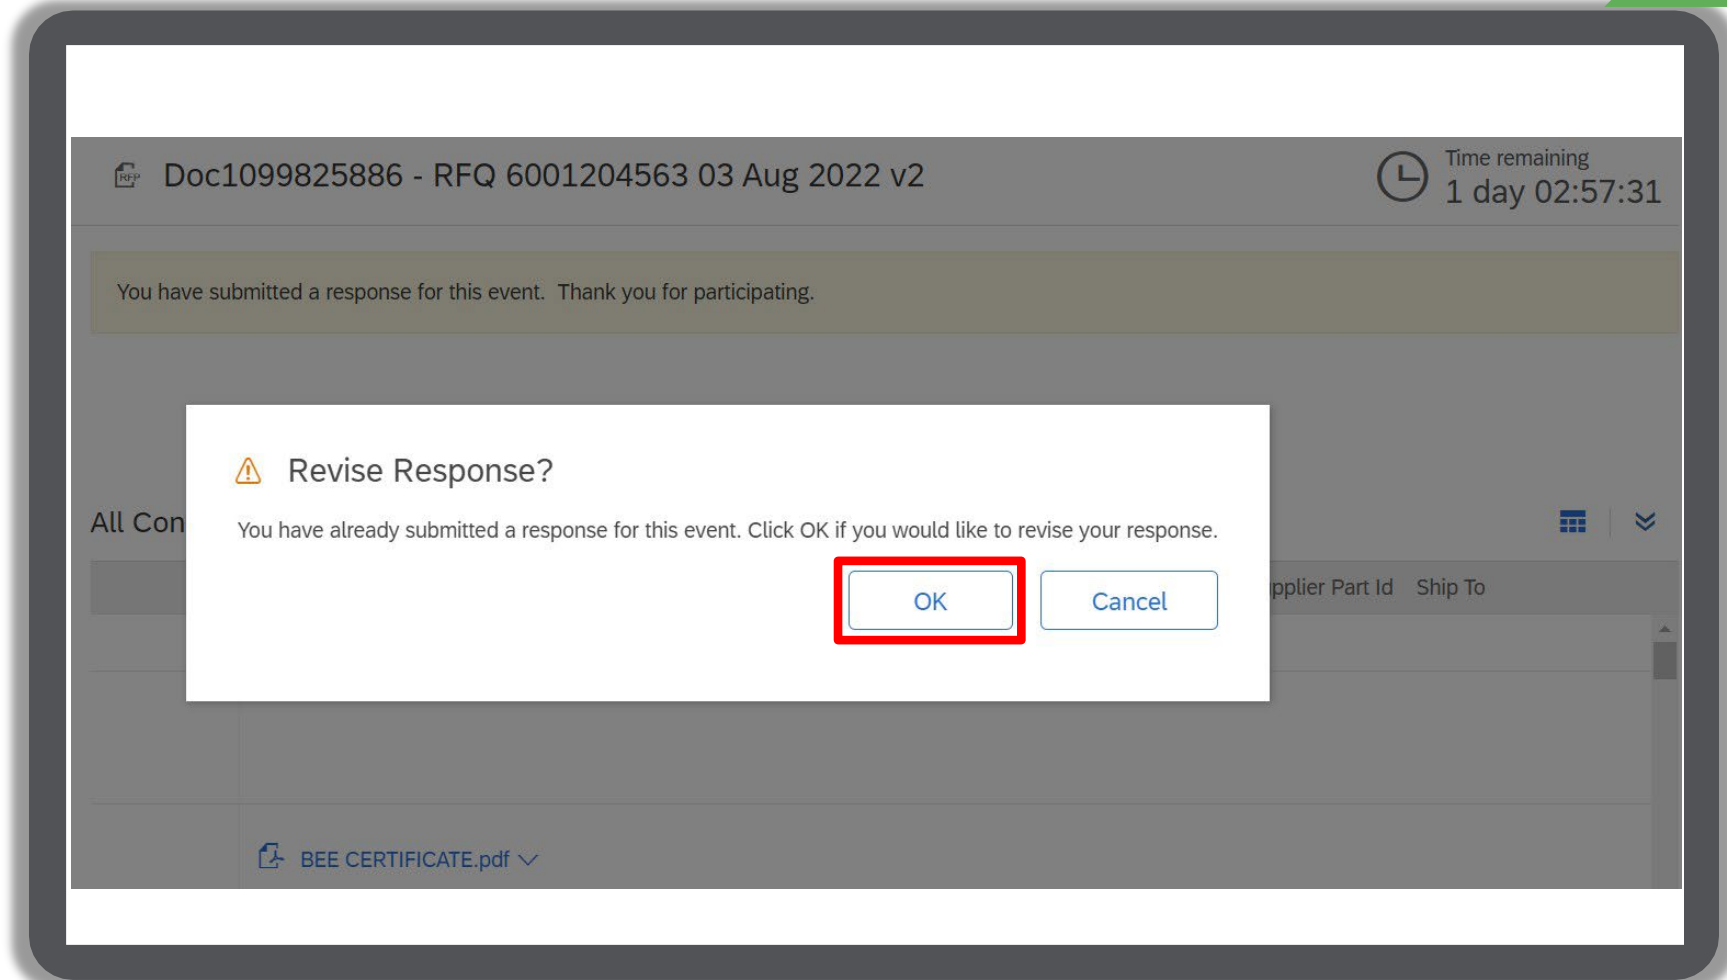 RFP
Doc1099825886 - RFQ 6001204563 03 Aug 2022 v2
Time remaining
1 day 02:57:31
You have submitted a response for this event. Thank you for participating.
Revise Response?
All Con
You have already submitted a response for this event. Click OK if you would like to revise your response.
OK
Cancel
pplier Part Id
Ship To
BEE CERTIFICATE.pdf